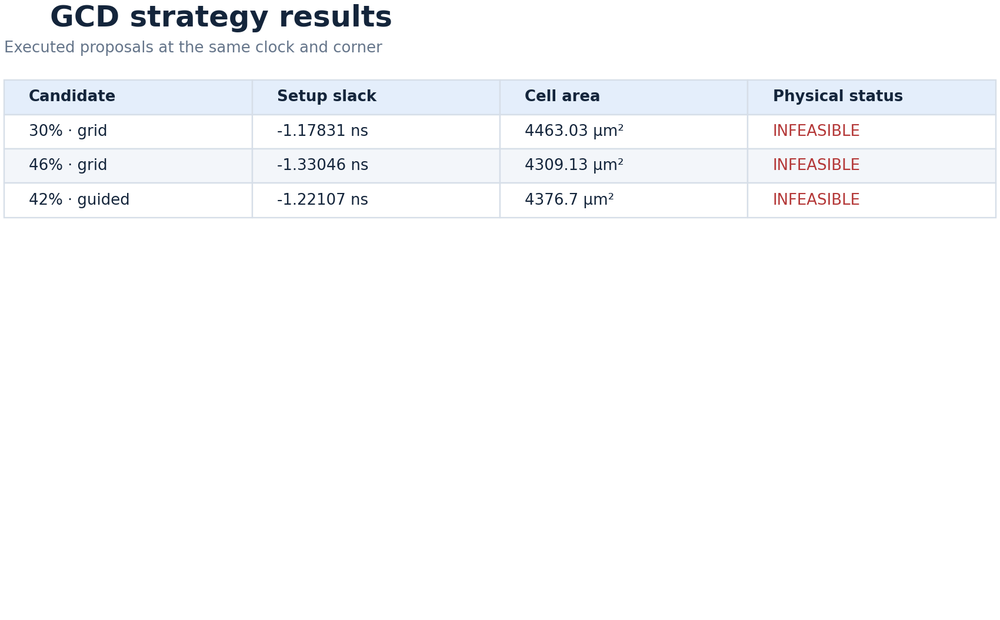 GCD strategy results
Executed proposals at the same clock and corner
Candidate Setup slack Cell area Physical status
30% · grid -1.17831 ns 4463.03 µm² INFEASIBLE
46% · grid -1.33046 ns 4309.13 µm² INFEASIBLE
42% · guided -1.22107 ns 4376.7 µm² INFEASIBLE